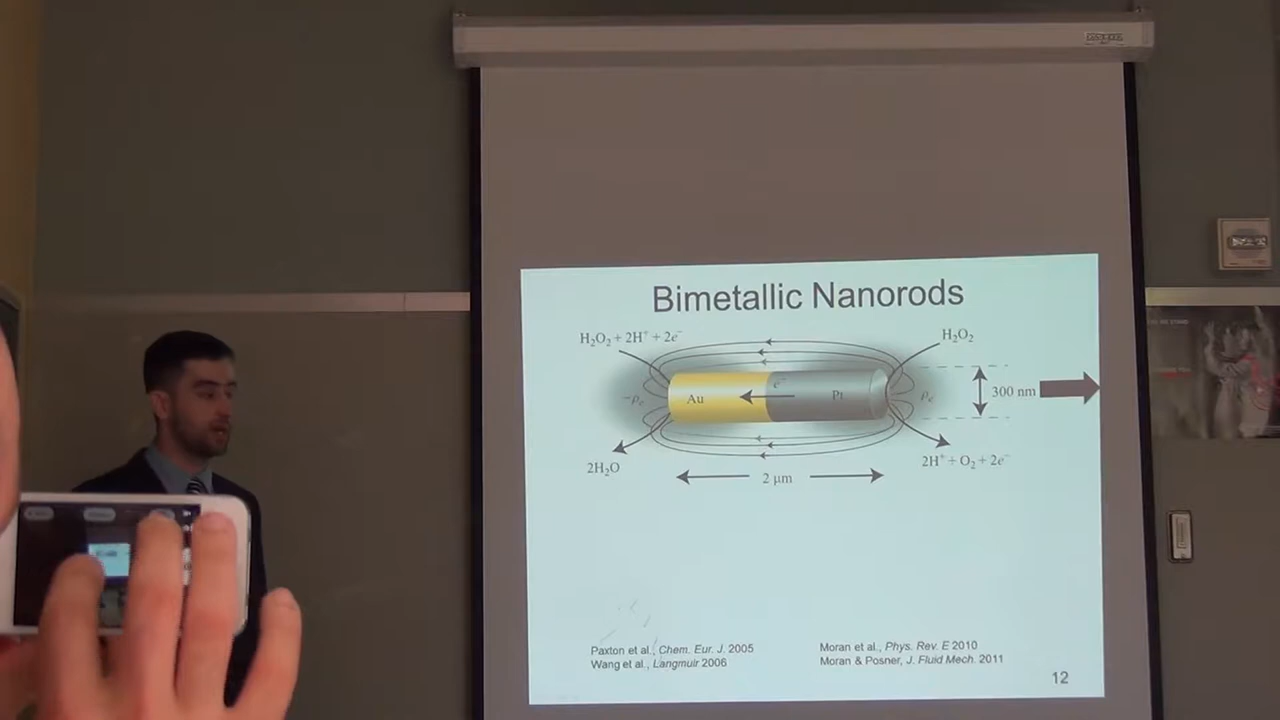 Bimetallic Nanorods
H₂O₂ + 2H⁺ + 2e⁻
H₂O₂
e⁻
Au
Pt
-ρₑ
ρₑ
300 nm
2H₂O
2H⁺ + O₂ + 2e⁻
2 μm
Paxton et al., Chem. Eur. J. 2005
Wang et al., Langmuir 2006
Moran et al., Phys. Rev. E 2010
Moran & Posner, J. Fluid Mech. 2011
12